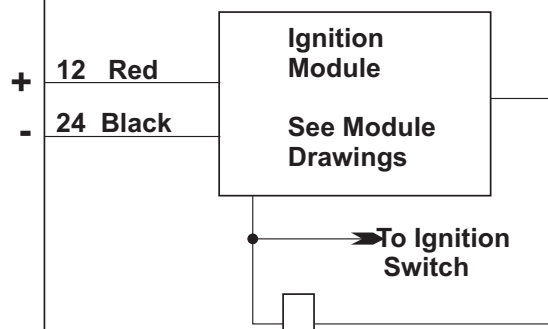 Ignition
Module
+ 12 Red
- 24 Black
See Module
Drawings
To Ignition
Switch